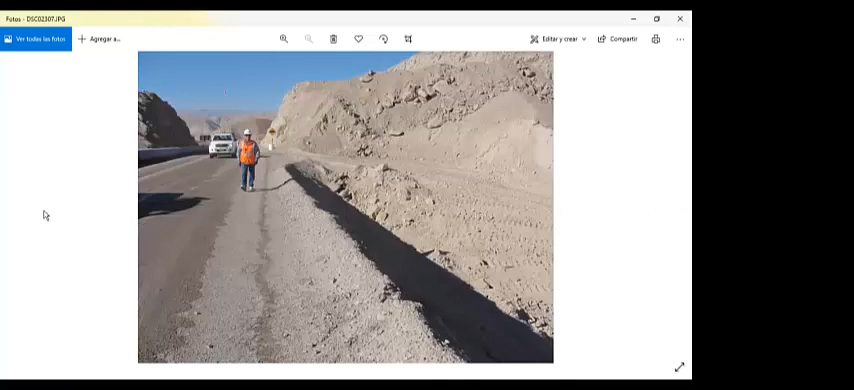 Fotos - DSC02307.JPG
Ver todas las fotos
Agregar a...
Editar y crear
Compartir